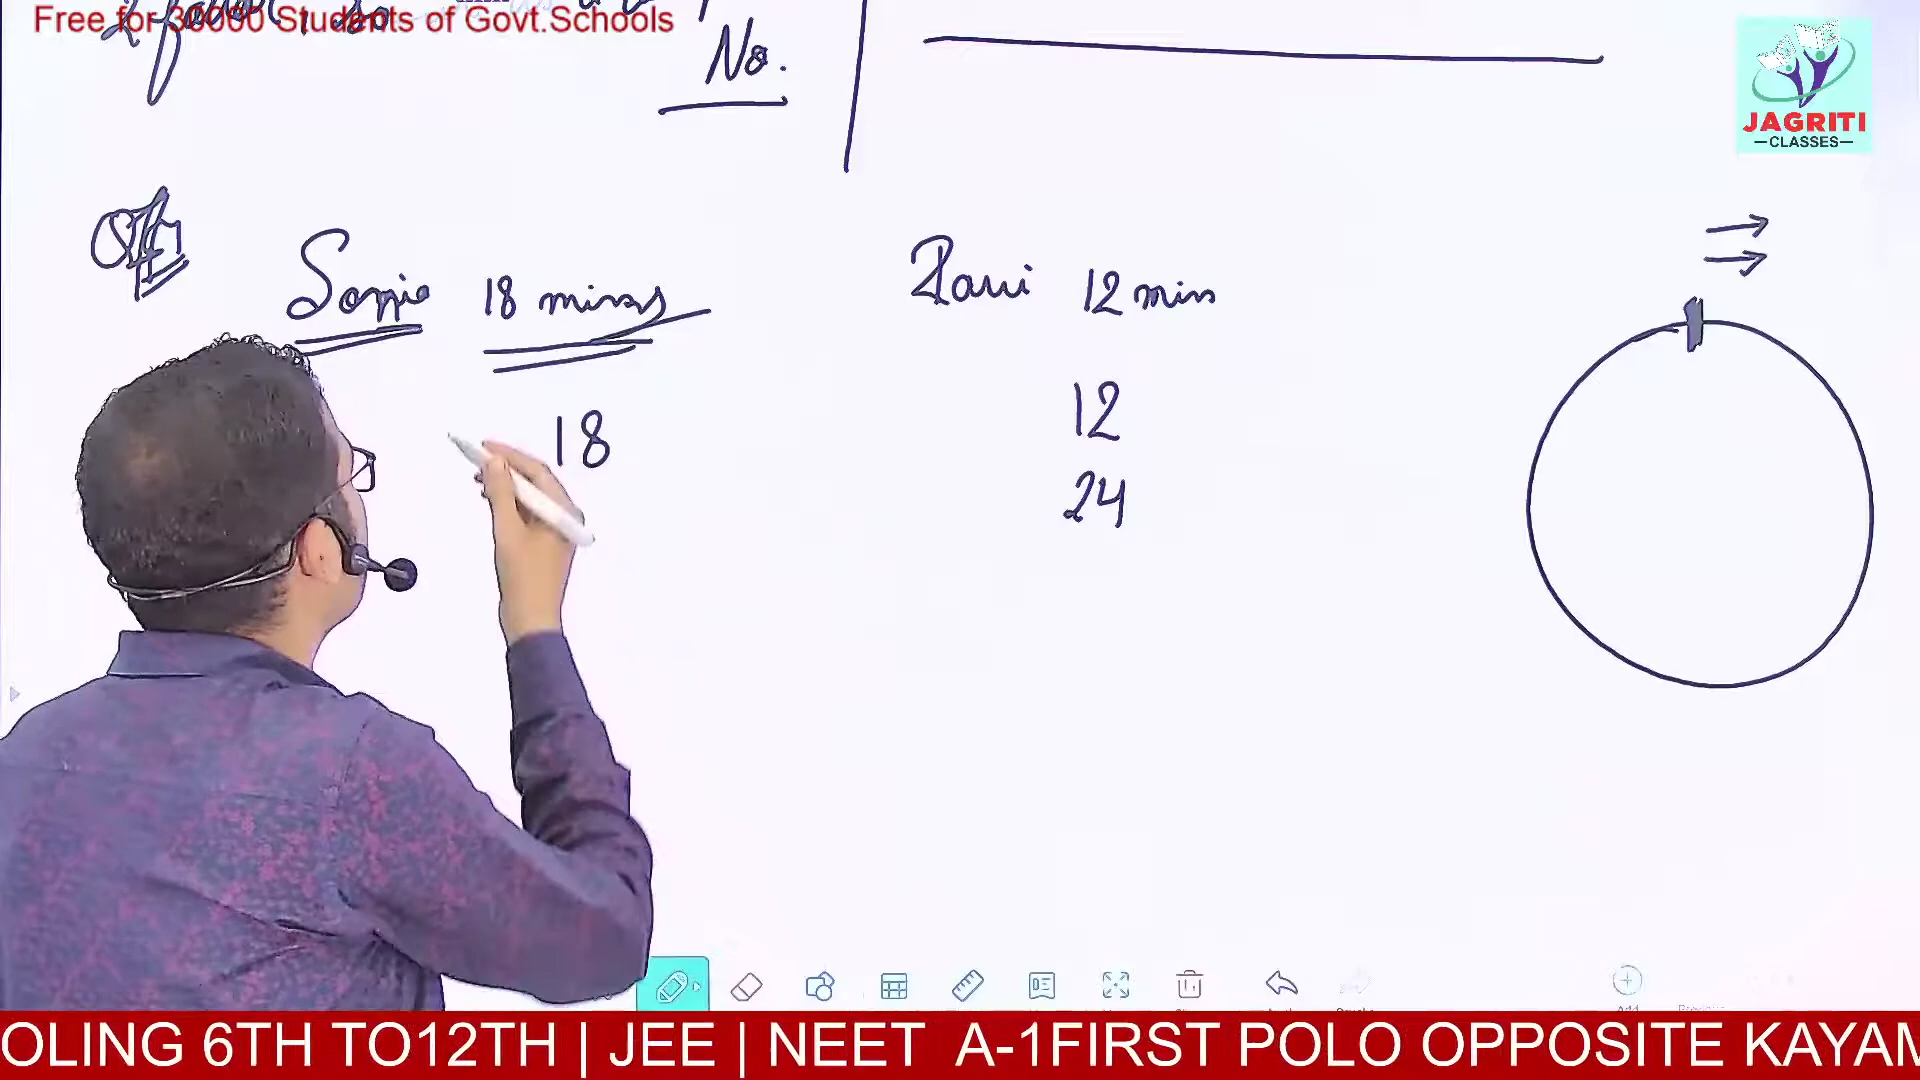 Free for 30000 Students of Govt.Schools
No.
JAGRITI
—CLASSES—
Q7
Sonia 18 mins
Ravi 12 min
18
12
24
OLING 6TH TO12TH | JEE | NEET A-1FIRST POLO OPPOSITE KAYAM